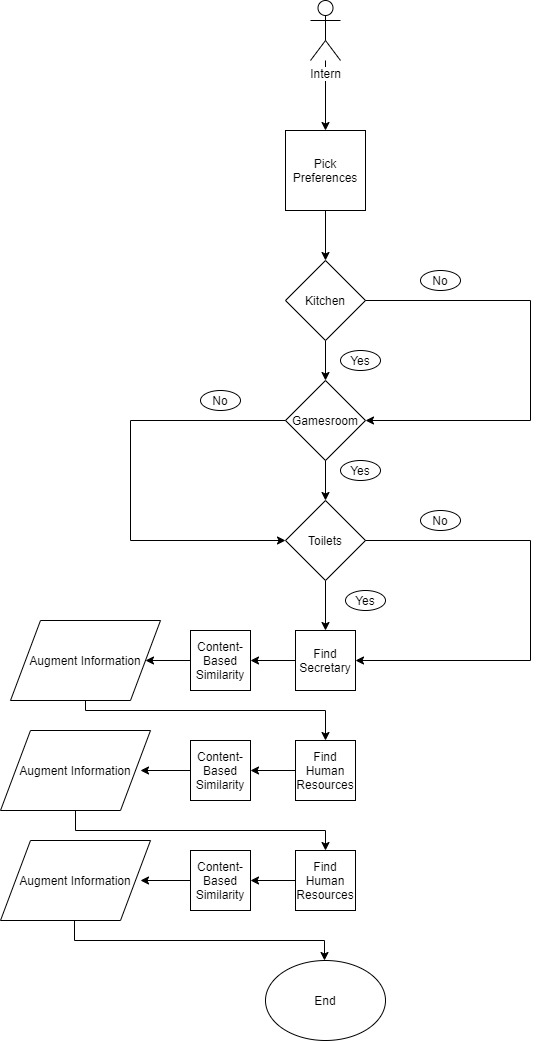 Intern
Pick
Preferences
No
Kitchen
Yes
No
Gamesroom
Yes
No
Toilets
Yes
Augment Information
Content-
Based
Similarity
Find
Secretary
Augment Information
Content-
Based
Similarity
Find
Human
Resources
Augment Information
Content-
Based
Similarity
Find
Human
Resources
End